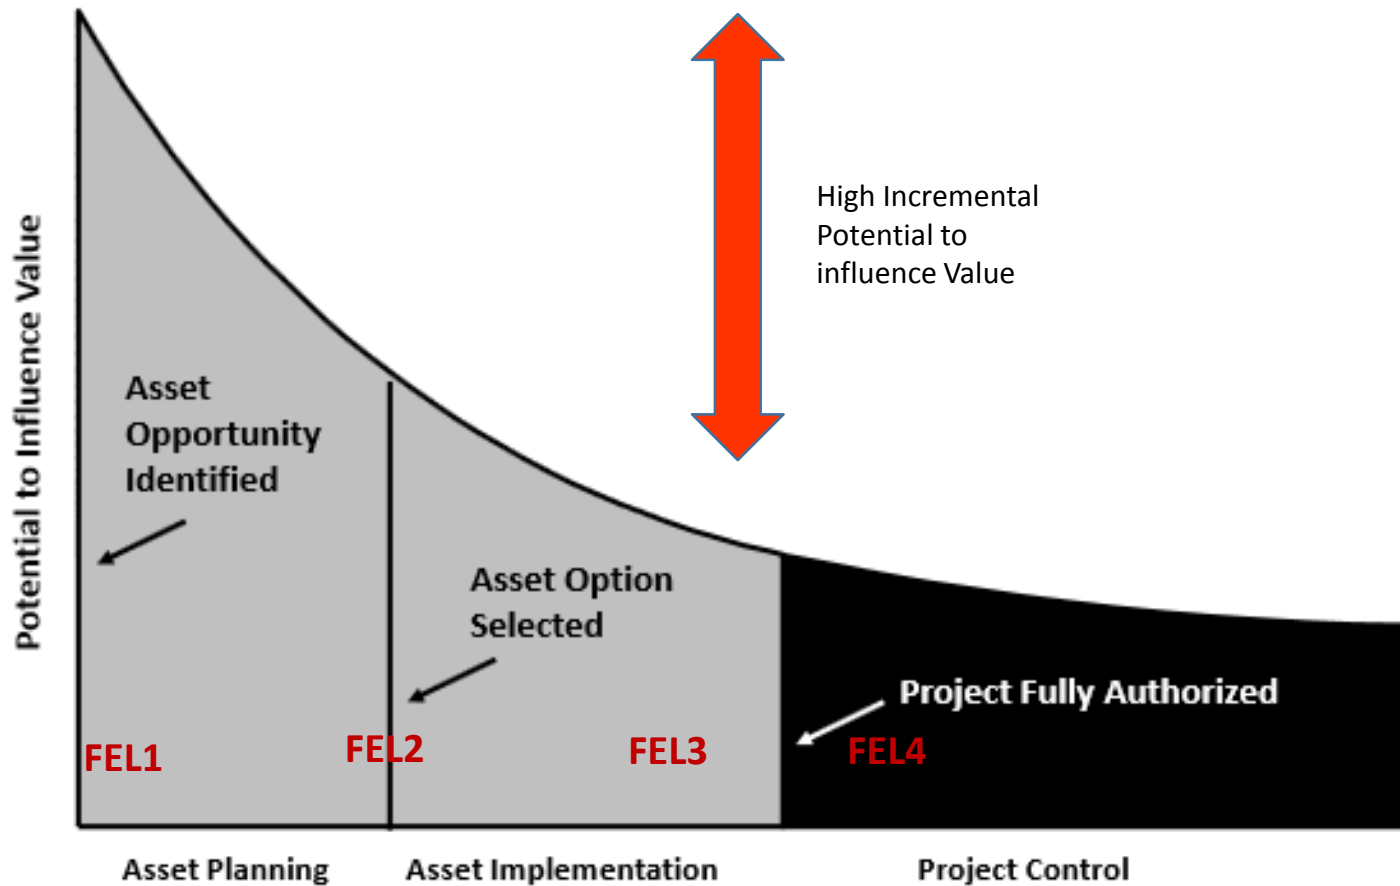 Potential to Influence Value
High Incremental
Potential to
influence Value
Asset
Opportunity
Identified
Asset Option
Selected
Project Fully Authorized
FEL1
FEL2
FEL3
FEL4
Asset Planning
Asset Implementation
Project Control